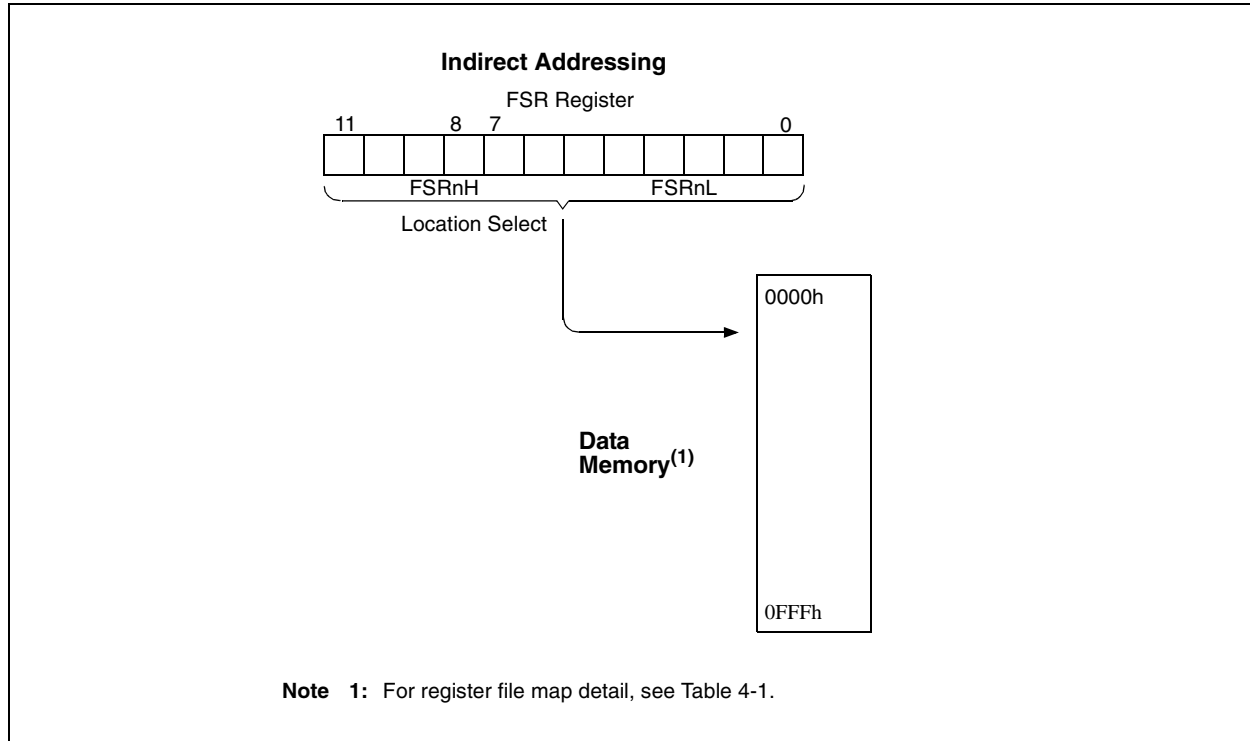 Indirect Addressing
FSR Register
11 8 7 0
FSRnH FSRnL
Location Select
0000h
Data
Memory(1)
0FFFh
Note 1: For register file map detail, see Table 4-1.